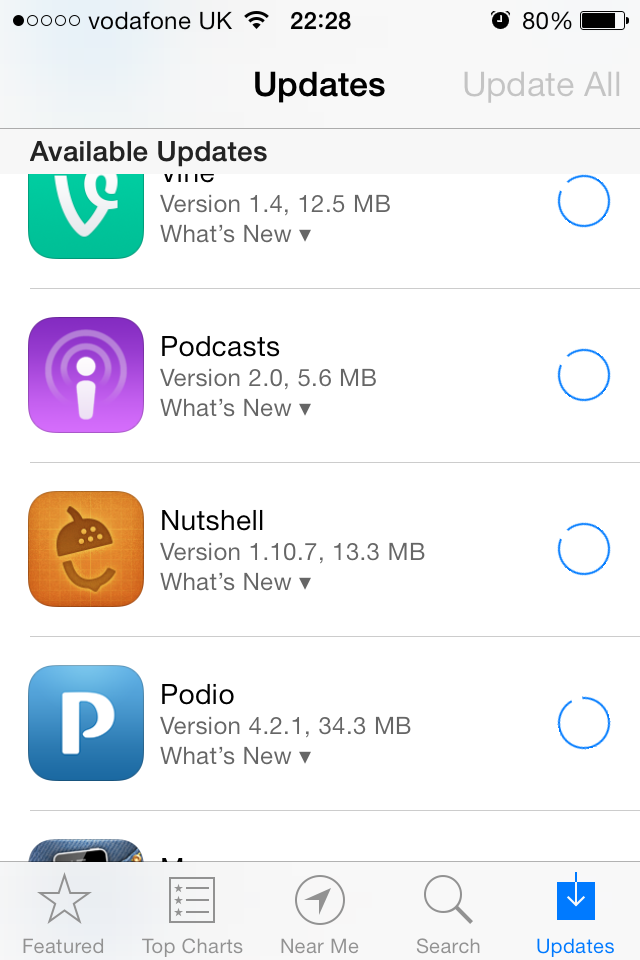 vodafone UK 22:28 80%
Updates Update All
Available Updates
Vine
Version 1.4, 12.5 MB
What's New ▾
Podcasts
Version 2.0, 5.6 MB
What's New ▾
Nutshell
Version 1.10.7, 13.3 MB
What's New ▾
P
Podio
Version 4.2.1, 34.3 MB
What's New ▾
Featured Top Charts Near Me Search Updates